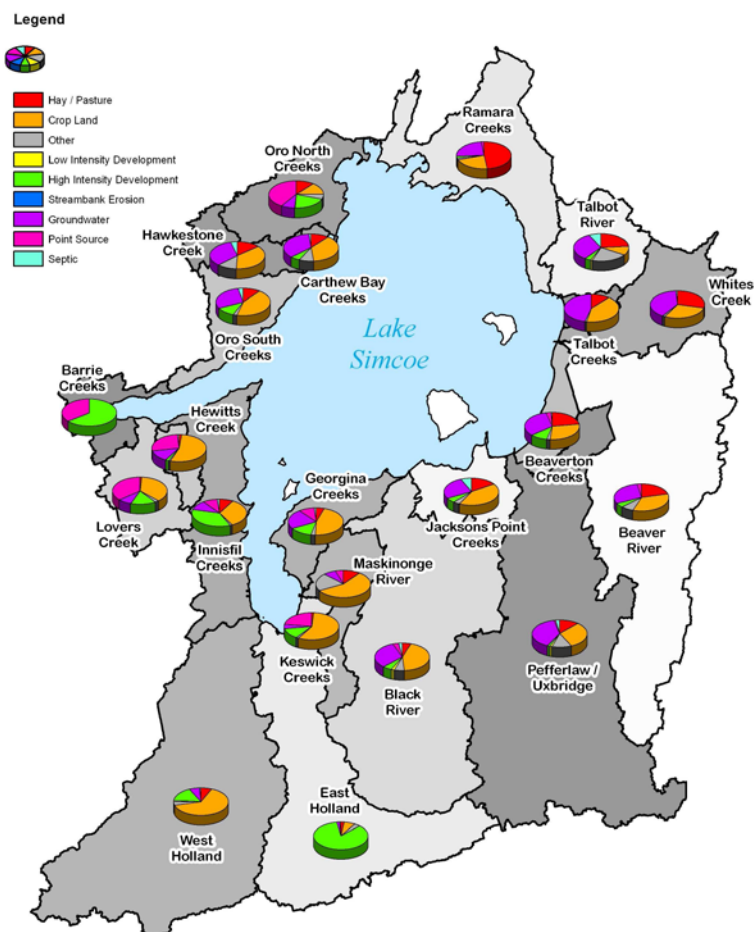 Legend
Hay / Pasture
Crop Land
Other
Low Intensity Development
High Intensity Development
Streambank Erosion
Groundwater
Point Source
Septic
Ramara
Creeks
Oro North
Creeks
Talbot
River
Hawkestone
Creek
Carthew Bay
Creeks
Whites
Creek
Oro South
Creeks
Lake
Simcoe
Talbot
Creeks
Barrie
Creeks
Hewitts
Creek
Beaverton
Creeks
Georgina
Creeks
Lovers
Creek
Innisfil
Creeks
Jacksons Point
Creeks
Beaver
River
Maskinonge
River
Keswick
Creeks
Black
River
Pefferlaw /
Uxbridge
West
Holland
East
Holland